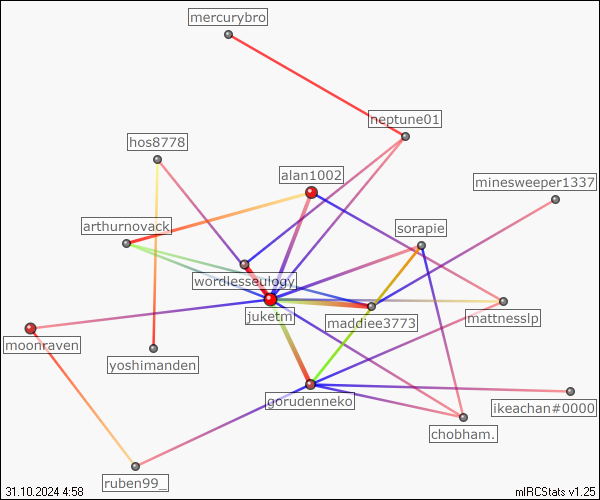 mercurybro
neptune01
hos8778
alan1002
minesweeper1337
arthurnovack
sorapie
wordlesseulogy_
juketm
maddiee3773
mattnesslp
moonraven
yoshimanden
gorudenneko
ikeachan#0000
chobham.
ruben99_
31.10.2024 4:58
mIRCStats v1.25